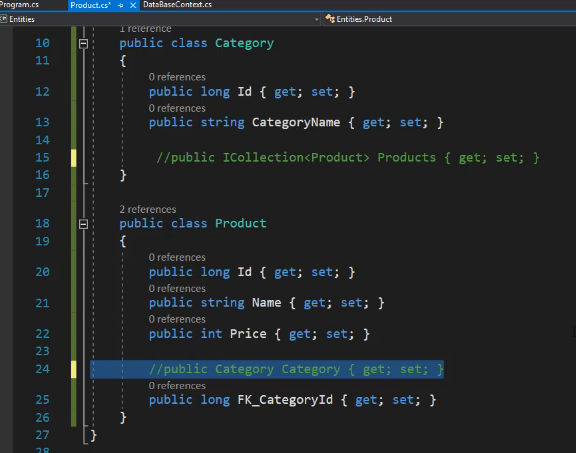 Program.cs Product.cs* DataBaseContext.cs
Entities Entities.Product
1 reference
10 public class Category
11 {
0 references
12 public long Id { get; set; }
0 references
13 public string CategoryName { get; set; }
14
15 //public ICollection<Product> Products { get; set; }
16 }
17
2 references
18 public class Product
19 {
0 references
20 public long Id { get; set; }
0 references
21 public string Name { get; set; }
0 references
22 public int Price { get; set; }
23
24 //public Category Category { get; set; }
0 references
25 public long FK_CategoryId { get; set; }
26 }
27 }
28